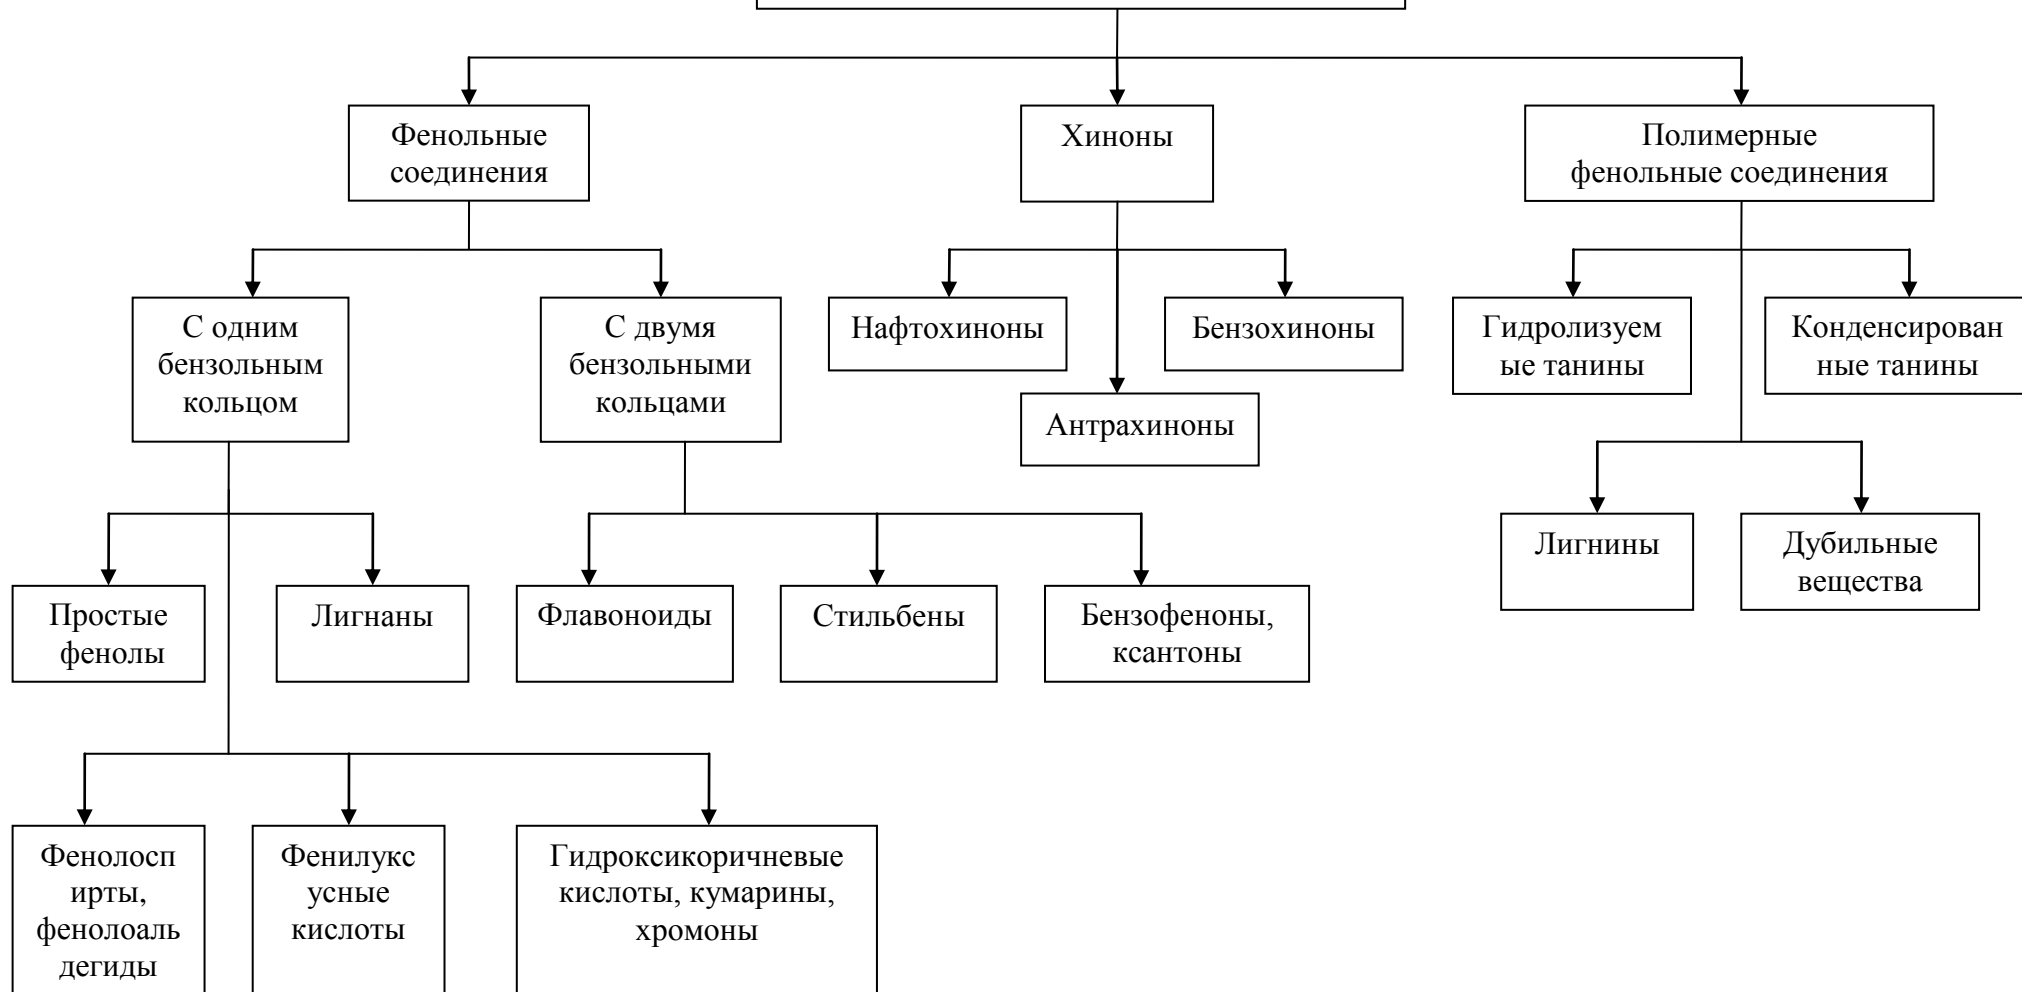 Фенольные
соединения
Хиноны
Полимерные
фенольные соединения
С одним
бензольным
кольцом
С двумя
бензольными
кольцами
Нафтохиноны
Бензохиноны
Антрахиноны
Гидролизуем
ые танины
Конденсирован
ные танины
Лигнины
Дубильные
вещества
Простые
фенолы
Лигнаны
Флавоноиды
Стильбены
Бензофеноны,
ксантоны
Фенолосп
ирты,
фенолоаль
дегиды
Фенилукс
усные
кислоты
Гидроксикоричневые
кислоты, кумарины,
хромоны